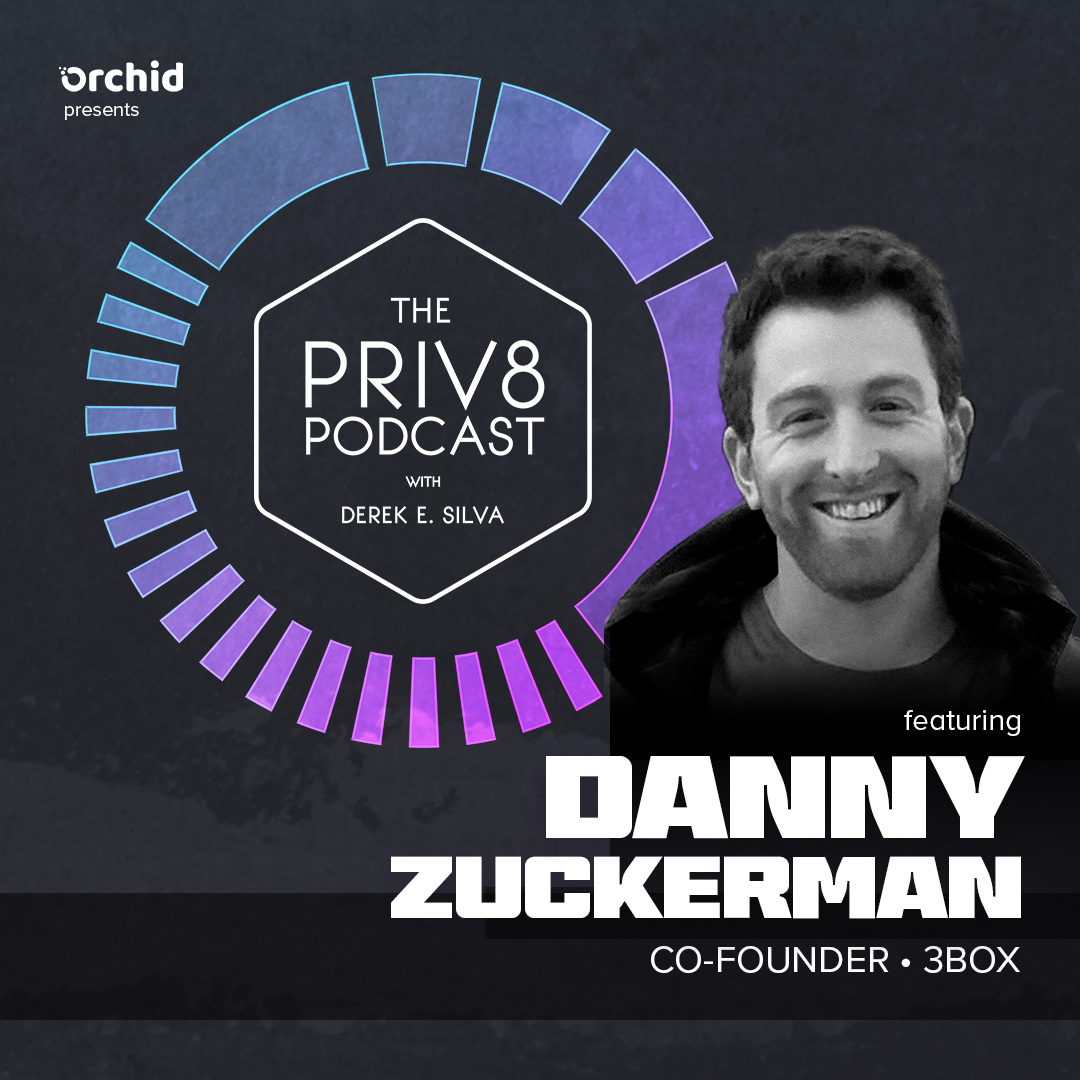 Orchid
presents
THE
PRIV8
PODCAST
WITH
DEREK E. SILVA
featuring
DANNY
ZUCKERMAN
CO-FOUNDER • 3BOX